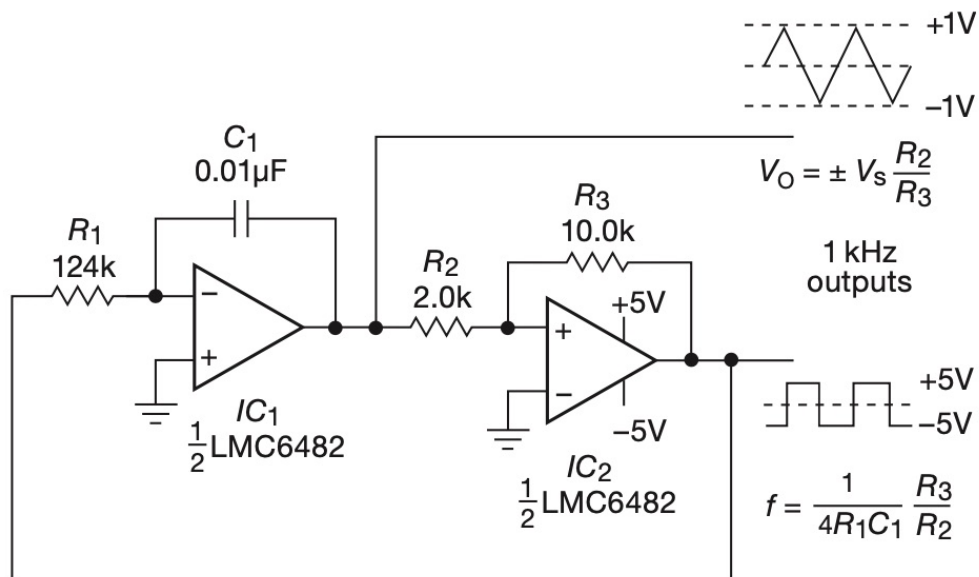 +1V
−1V
C1
0.01µF
VO = ± Vs R2/R3
R3
10.0k
R1
124k
R2
2.0k
1 kHz
outputs
−
+
+5V
+
−
−5V
+5V
−5V
IC1
1/2 LMC6482
IC2
1/2 LMC6482
f = 1/4R1C1 R3/R2